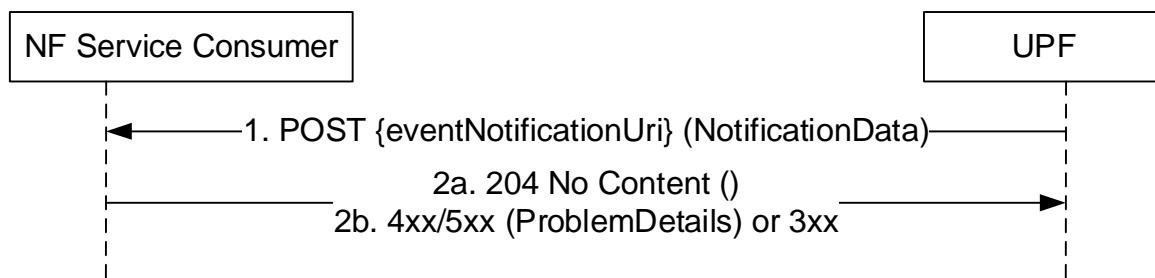 NF Service Consumer
UPF
1. POST {eventNotificationUri} (NotificationData)
2a. 204 No Content ()
2b. 4xx/5xx (ProblemDetails) or 3xx